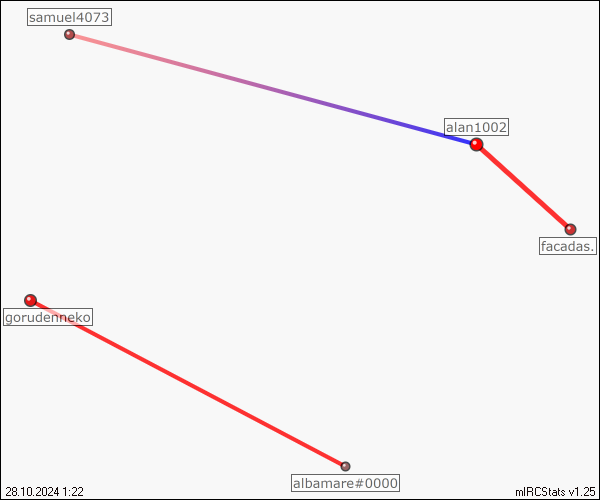 samuel4073
alan1002
facadas.
gorudenneko
albamare#0000
28.10.2024 1:22
mIRCStats v1.25